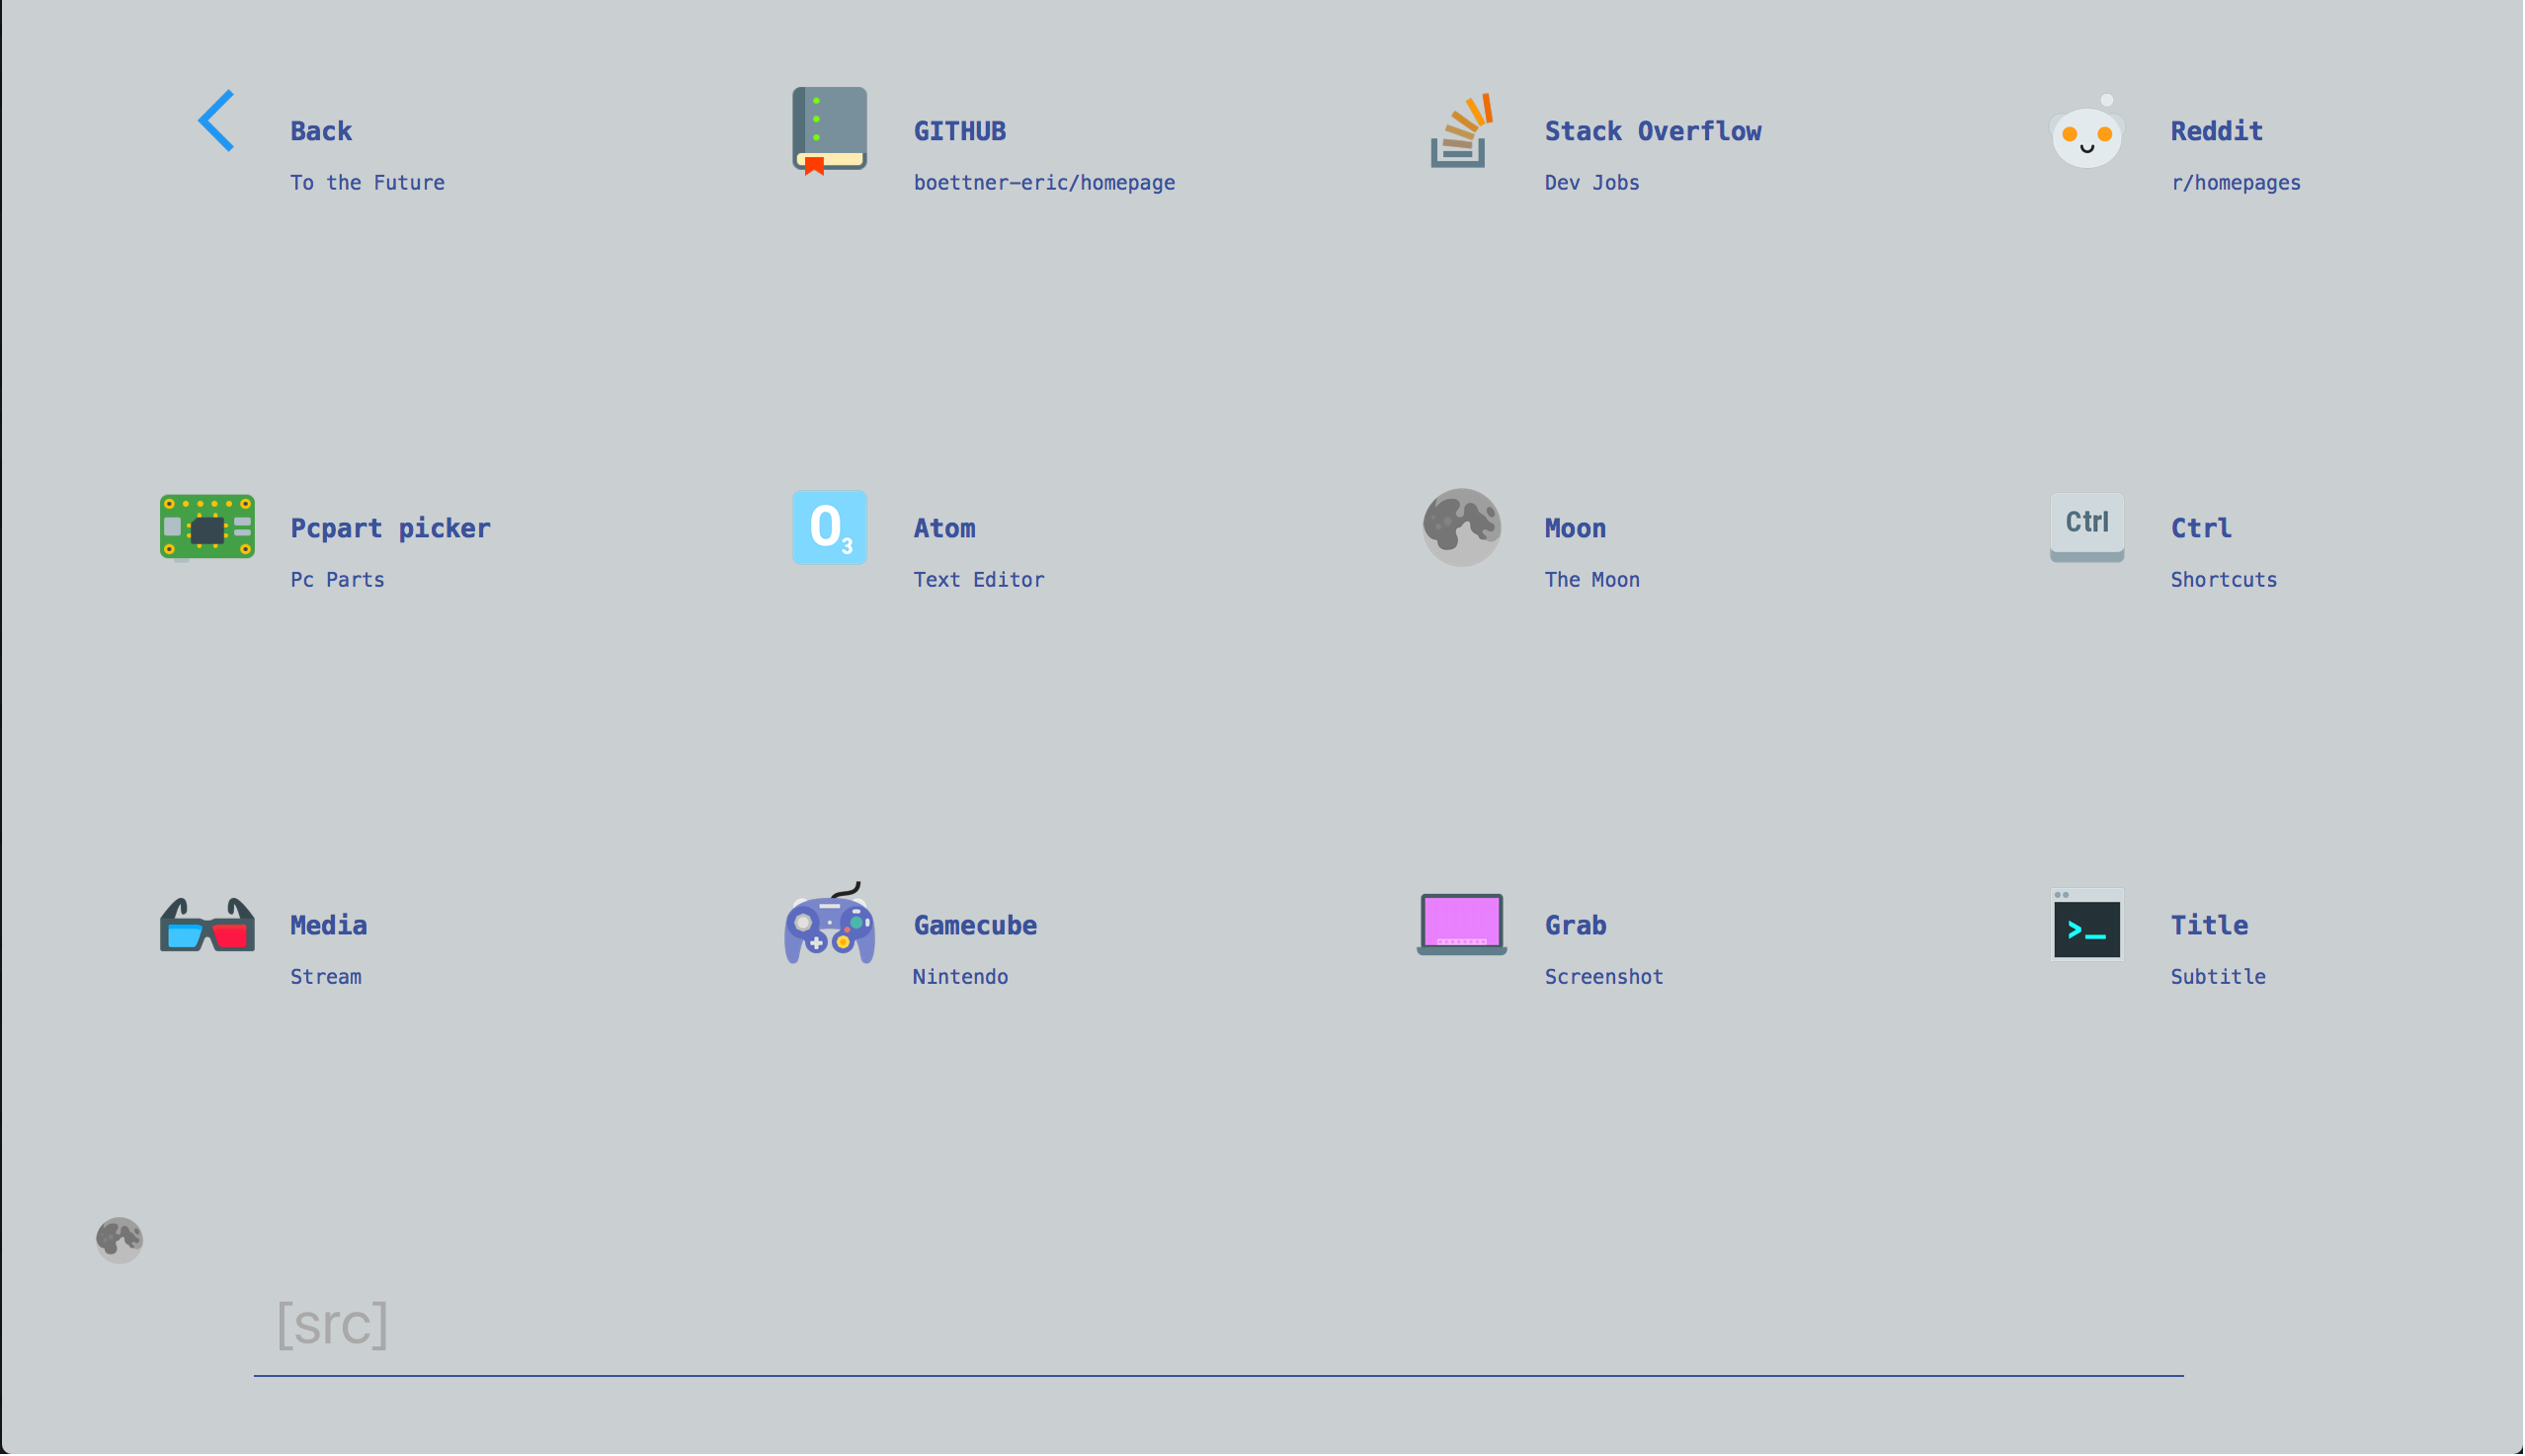 Back
To the Future
GITHUB
boettner-eric/homepage
Stack Overflow
Dev Jobs
Reddit
r/homepages
Pcpart picker
Pc Parts
O3
Atom
Text Editor
Moon
The Moon
Ctrl
Ctrl
Shortcuts
Media
Stream
Gamecube
Nintendo
Grab
Screenshot
>_
Title
Subtitle
[src]